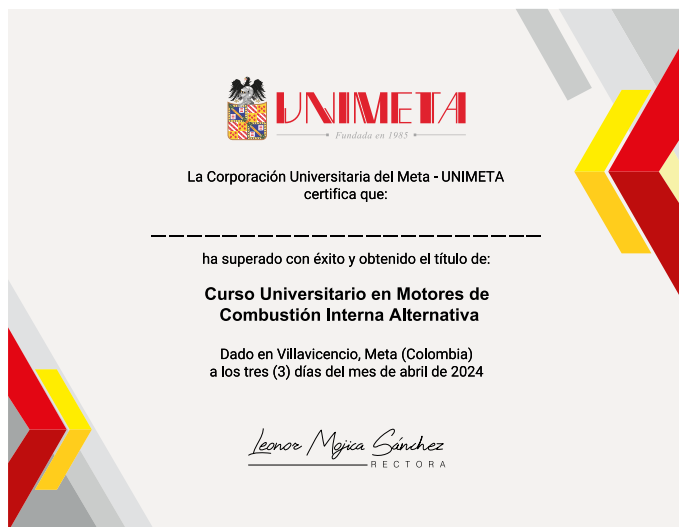 UNIMETA
Fundada en 1985
La Corporación Universitaria del Meta - UNIMETA
certifica que:
ha superado con éxito y obtenido el título de:
Curso Universitario en Motores de
Combustión Interna Alternativa
Dado en Villavicencio, Meta (Colombia)
a los tres (3) días del mes de abril de 2024
Leonor Mojica Sánchez
RECTORA